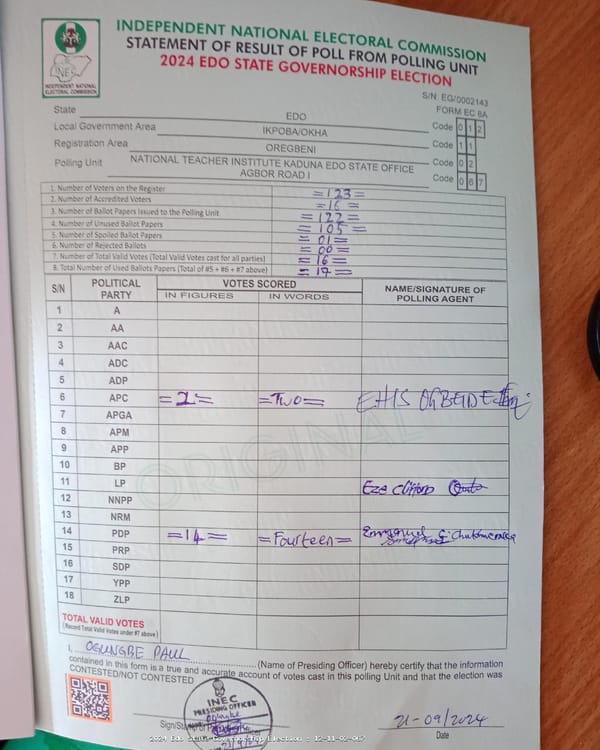 INDEPENDENT NATIONAL ELECTORAL COMMISSION
STATEMENT OF RESULT OF POLL FROM POLLING UNIT
2024 EDO STATE GOVERNORSHIP ELECTION
INEC
INDEPENDENT NATIONAL ELECTORAL COMMISSION
S/N: EG/0002143
FORM EC 8A
State EDO Code 0 1 2
Local Government Area IKPOBA/OKHA Code 1 1
Registration Area OREGBENI Code 0 2
Polling Unit NATIONAL TEACHER INSTITUTE KADUNA EDO STATE OFFICE AGBOR ROAD I Code 0 6 7
1. Number of Voters on the Register =123=
2. Number of Accredited Voters =16=
3. Number of Ballot Papers Issued to the Polling Unit =122=
4. Number of Unused Ballot Papers =105=
5. Number of Spoiled Ballot Papers =01=
6. Number of Rejected Ballots =00=
7. Number of Total Valid Votes (Total Valid Votes cast for all parties) =16=
8. Total Number of Used Ballots Papers (Total of #5 + #6 + #7 above) =17=
S/N POLITICAL PARTY VOTES SCORED NAME/SIGNATURE OF POLLING AGENT
IN FIGURES IN WORDS
1 A
2 AA
3 AAC
4 ADC
5 ADP
6 APC =2= =Two= EHIS
7 APGA
8 APM
9 APP
10 BP
11 LP Eze Clifford
12 NNPP
13 NRM
14 PDP =14= =Fourteen= Emmanuel
15 PRP
16 SDP
17 YPP
18 ZLP
ORIGINAL
TOTAL VALID VOTES
(Record Total Valid Votes under #7 above)
I, OGUNGBE PAUL (Name of Presiding Officer) hereby certify that the information
contained in this form is a true and accurate account of votes cast in this polling Unit and that the election was
CONTESTED/NOT CONTESTED
INEC
PRESIDING OFFICER
21-09/2024
Date
2024 Edo State Governorship Election : 12-11-02-067